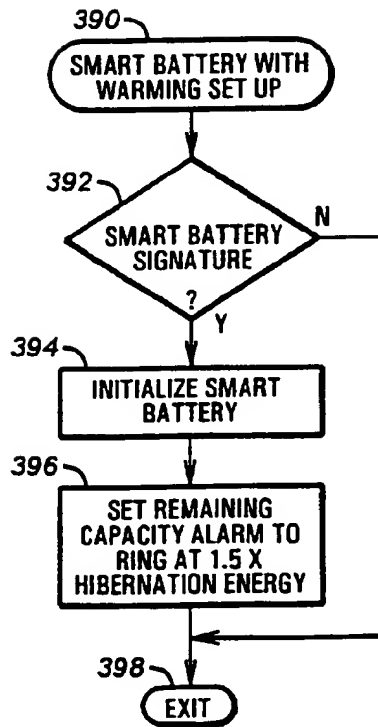 390
SMART BATTERY WITH
WARMING SET UP
392
N
SMART BATTERY
SIGNATURE
?
Y
394
INITIALIZE SMART
BATTERY
396
SET REMAINING
CAPACITY ALARM TO
RING AT 1.5 X
HIBERNATION ENERGY
398
EXIT